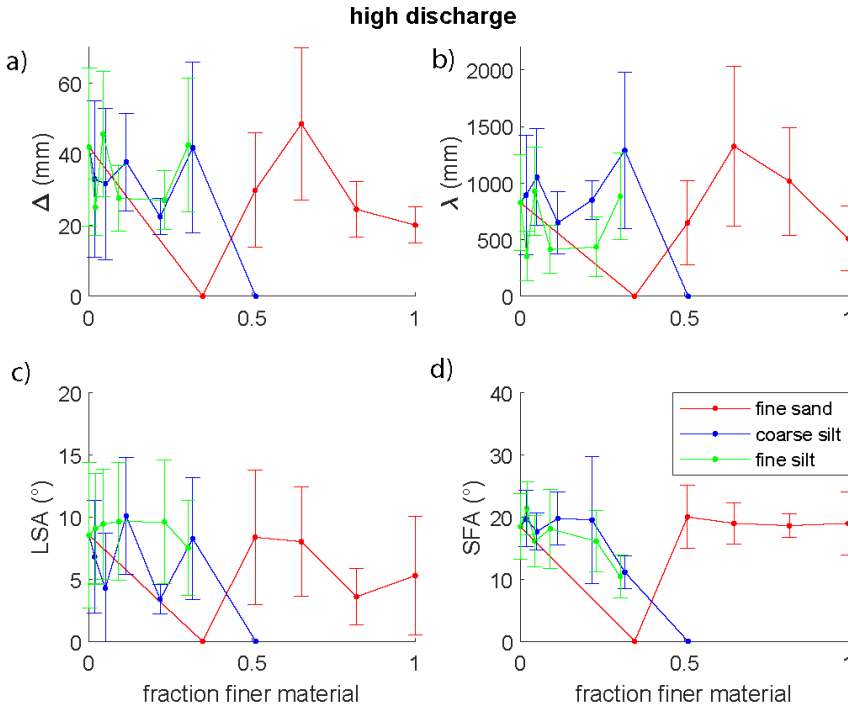 high discharge
a)
60
40
20
0
Δ (mm)
0
0.5
1
b)
2000
1500
1000
500
0
λ (mm)
0
0.5
1
c)
20
15
10
5
0
LSA (°)
0
0.5
1
fraction finer material
d)
40
30
20
10
0
SFA (°)
fine sand
coarse silt
fine silt
0
0.5
1
fraction finer material